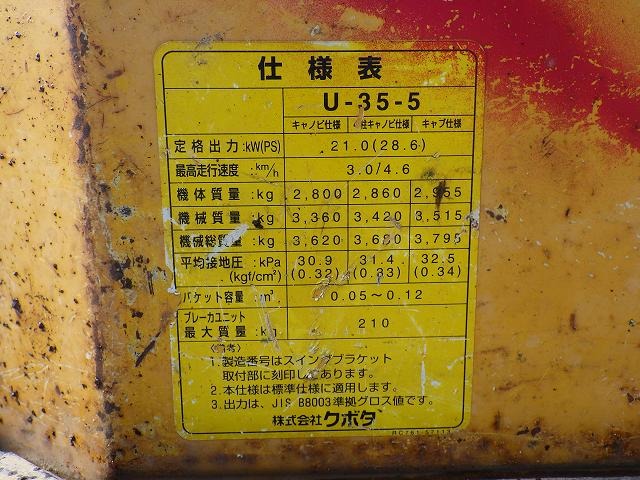 仕様表
U-35-5
キャノピ仕様 柱キャノピ仕様 キャブ仕様
定格出力:kW(PS) 21.0(28.6)
最高走行速度:km/h 3.0/4.6
機体質量:kg 2,800 2,860 2,955
機械質量:kg 3,360 3,420 3,515
機械総質量:kg 3,620 3,680 3,795
平均接地圧:kPa 30.9 31.4 32.5
(kgf/cm²) (0.32) (0.33) (0.34)
バケット容量:m³ 0.05～0.12
ブレーカユニット
最大質量:kg 210
〈備考〉
1.製造番号はスイングブラケット
取付部に刻印してあります。
2.本仕様は標準仕様に適用します。
3.出力は、JIS B8003準拠グロス値です。
株式会社クボタ